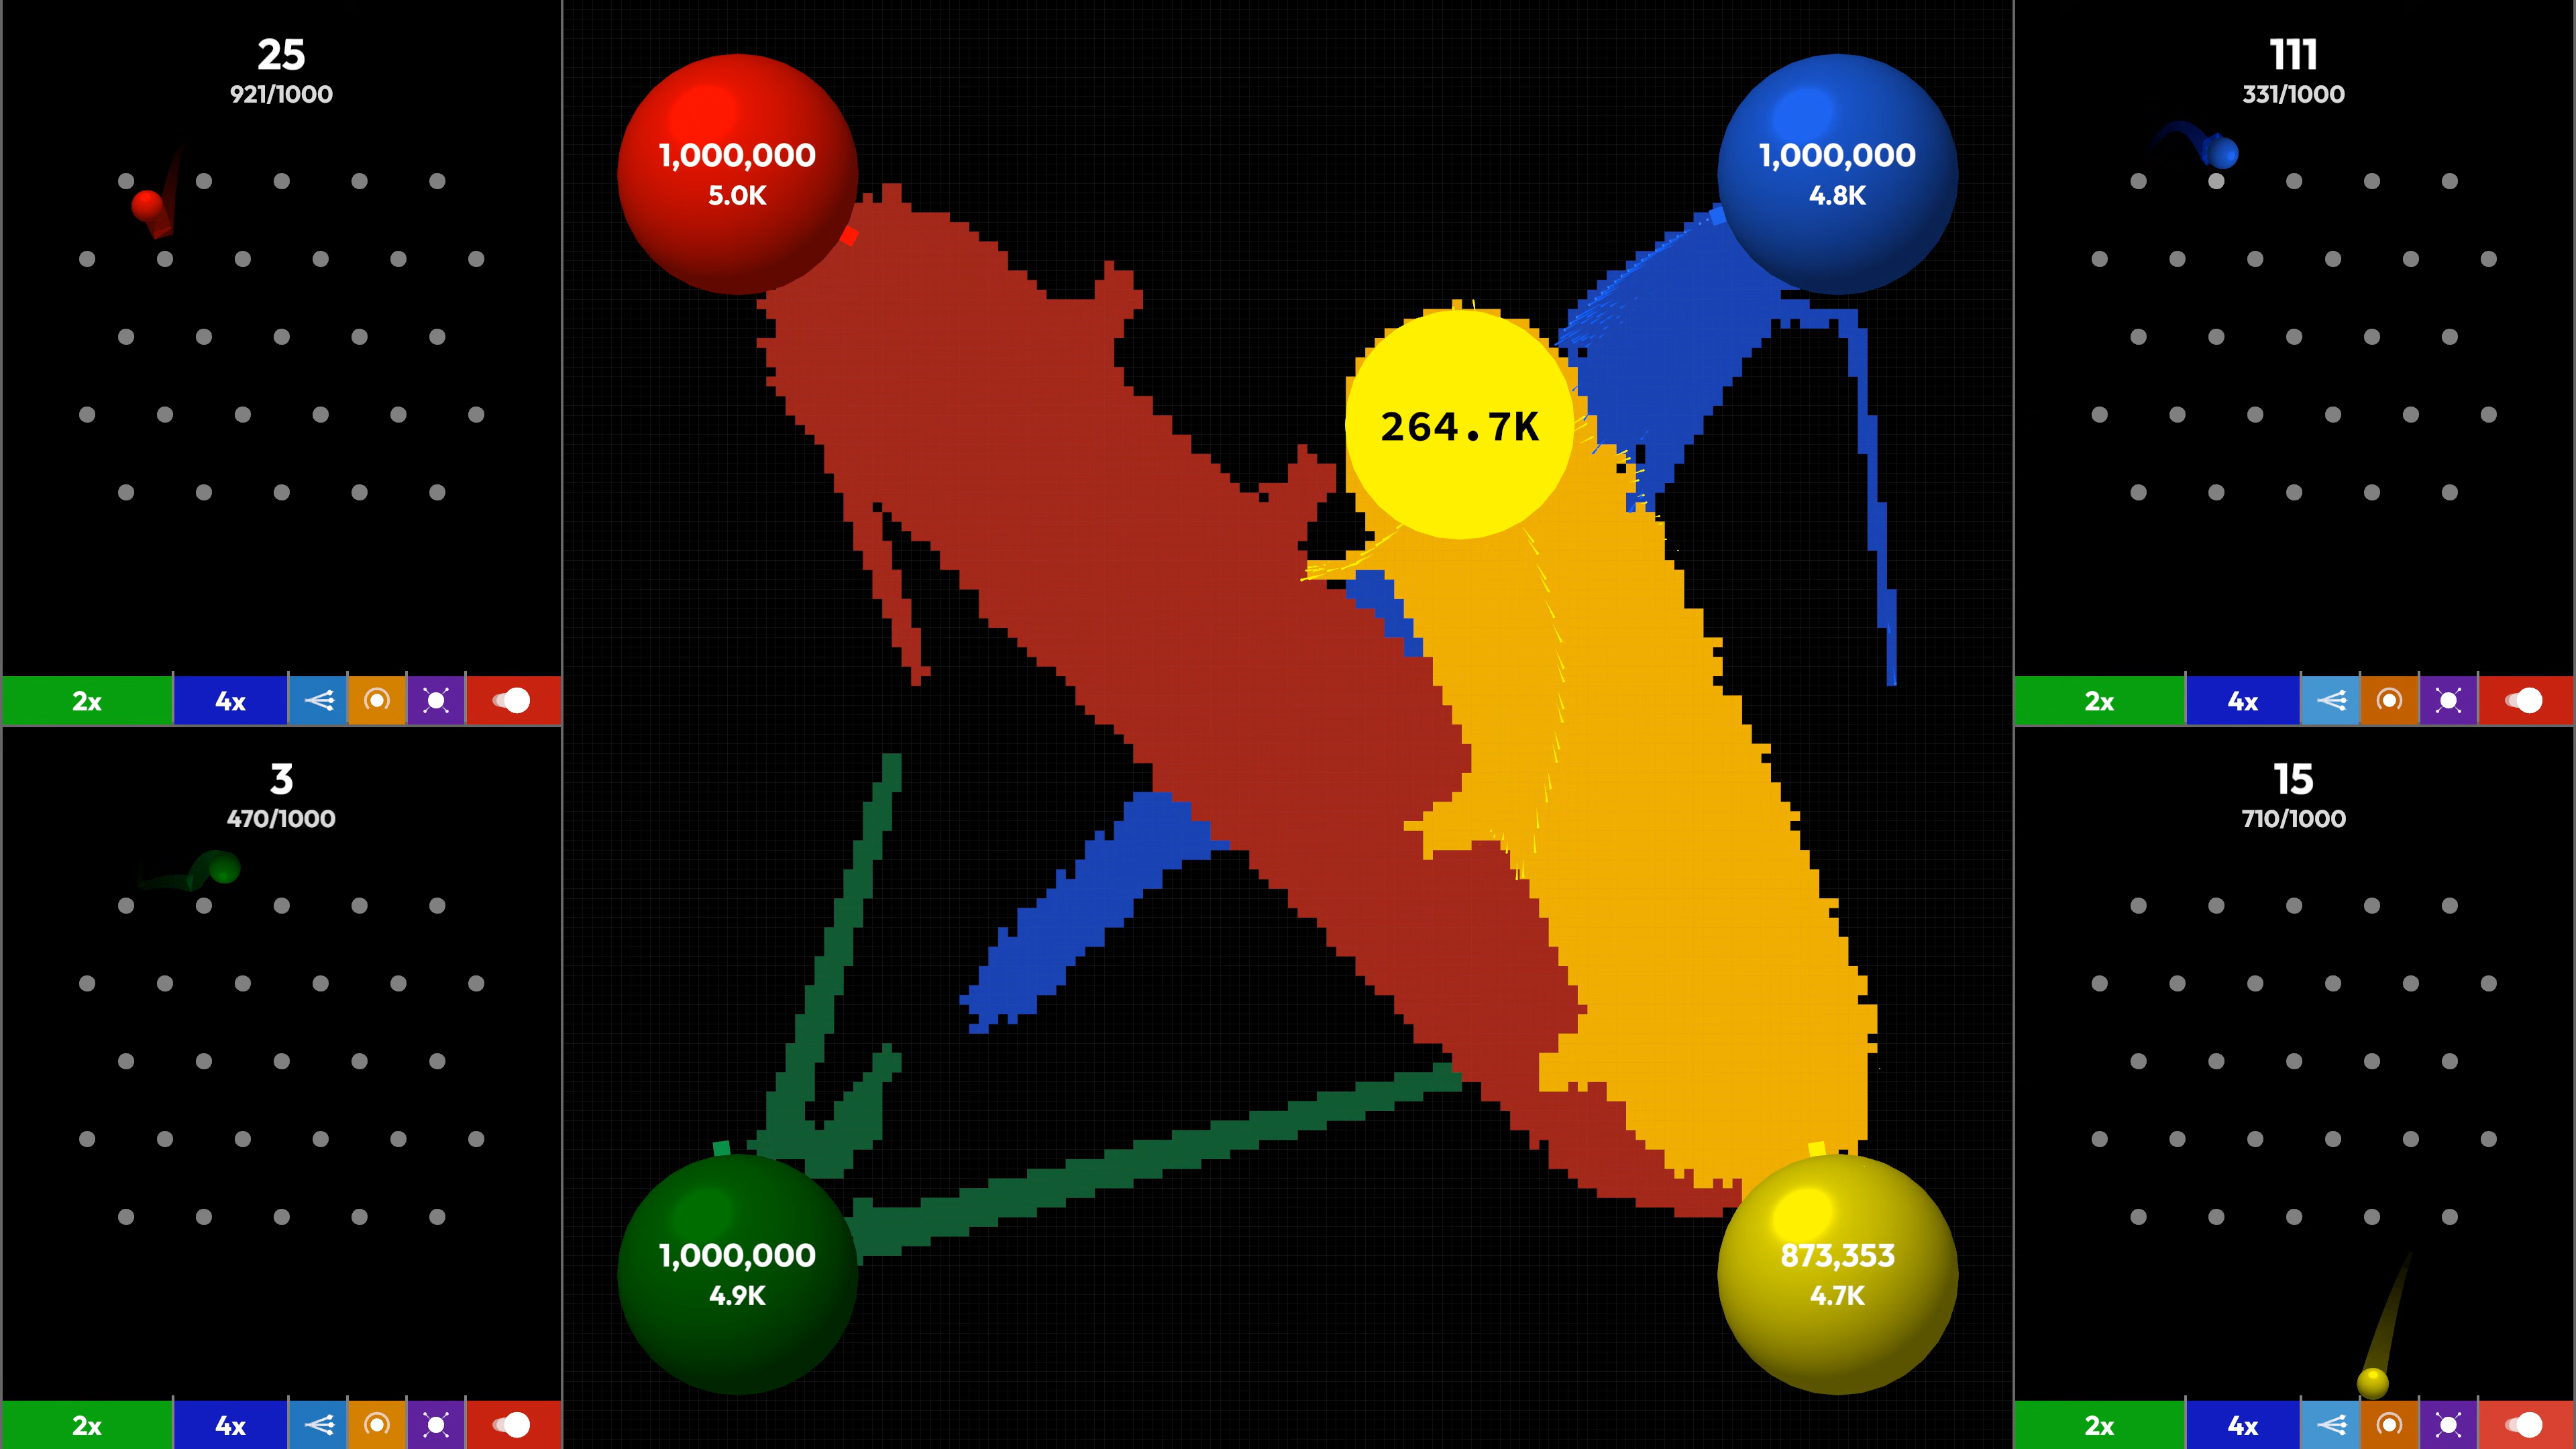 25
921/1000
2x 4x
3
470/1000
2x 4x
1,000,000
5.0K
1,000,000
4.8K
264.7K
1,000,000
4.9K
873,353
4.7K
111
331/1000
2x 4x
15
710/1000
2x 4x